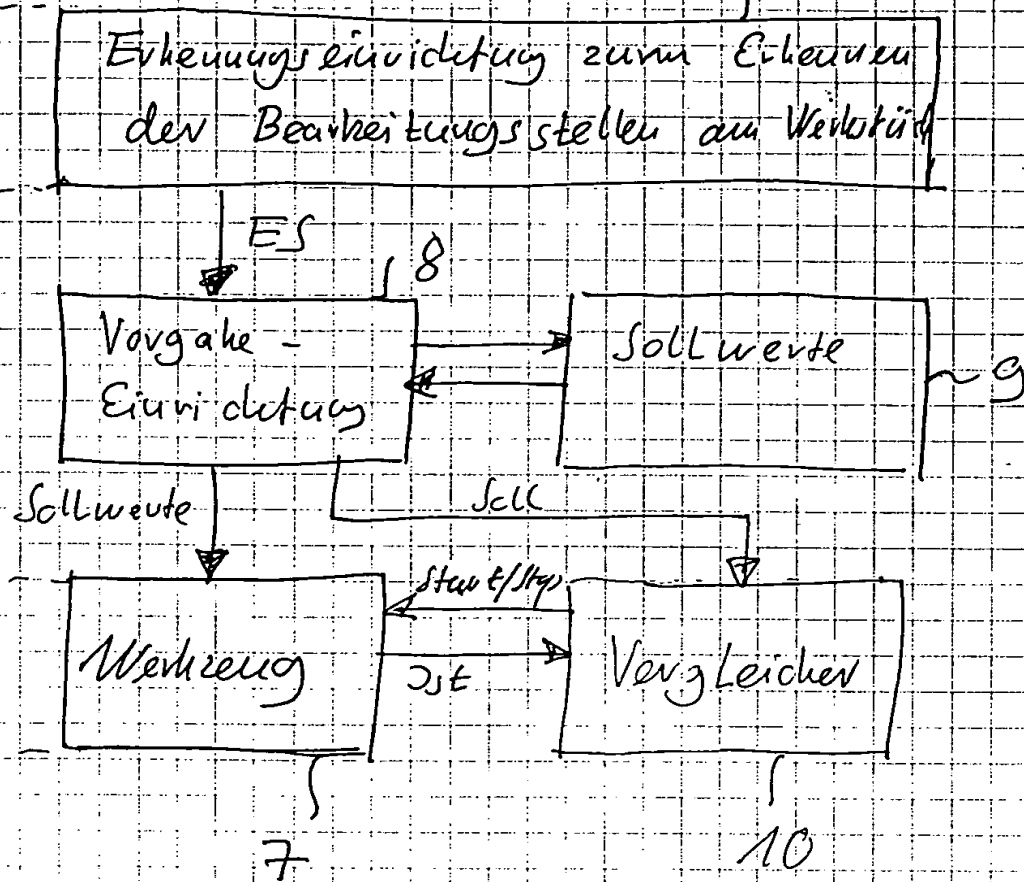 Erkennungseinrichtung zum Erkennen
der Bearbeitungsstellen am Werkstück
ES
8
Vorgabe-
Einrichtung
Sollwerte
9
Sollwerte
Soll
Start/Stop
Werkzeug
Ist
Vergleicher
7
10